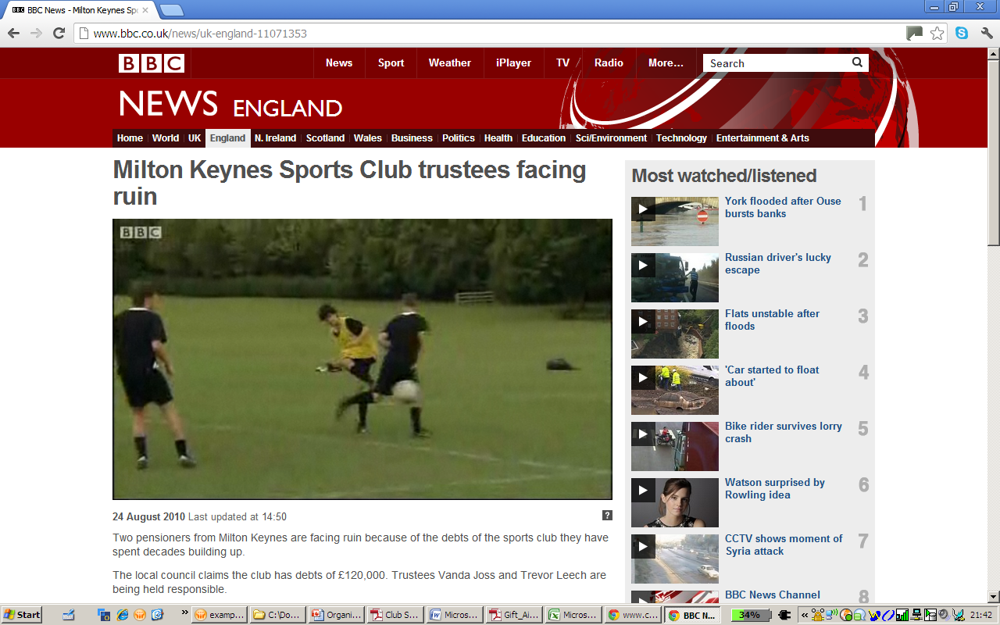 BBC News - Milton Keynes Spo
www.bbc.co.uk/news/uk-england-11071353
BBC
News
Sport
Weather
iPlayer
TV
Radio
More...
Search
NEWS ENGLAND
Home
World
UK
England
N. Ireland
Scotland
Wales
Business
Politics
Health
Education
Sci/Environment
Technology
Entertainment & Arts
Milton Keynes Sports Club trustees facing
ruin
BBC
24 August 2010 Last updated at 14:50
?
Two pensioners from Milton Keynes are facing ruin because of the debts of the sports club they have
spent decades building up.
The local council claims the club has debts of £120,000. Trustees Vanda Joss and Trevor Leech are
being held responsible.
Most watched/listened
York flooded after Ouse
bursts banks
1
Russian driver's lucky
escape
2
Flats unstable after
floods
3
'Car started to float
about'
4
Bike rider survives lorry
crash
5
Watson surprised by
Rowling idea
6
CCTV shows moment of
Syria attack
7
BBC News Channel
8
Start
examp...
C:\Do...
Organi...
Club S...
Micros...
Gift_Ai...
Micros...
www.c...
BBC N...
34%
21:42